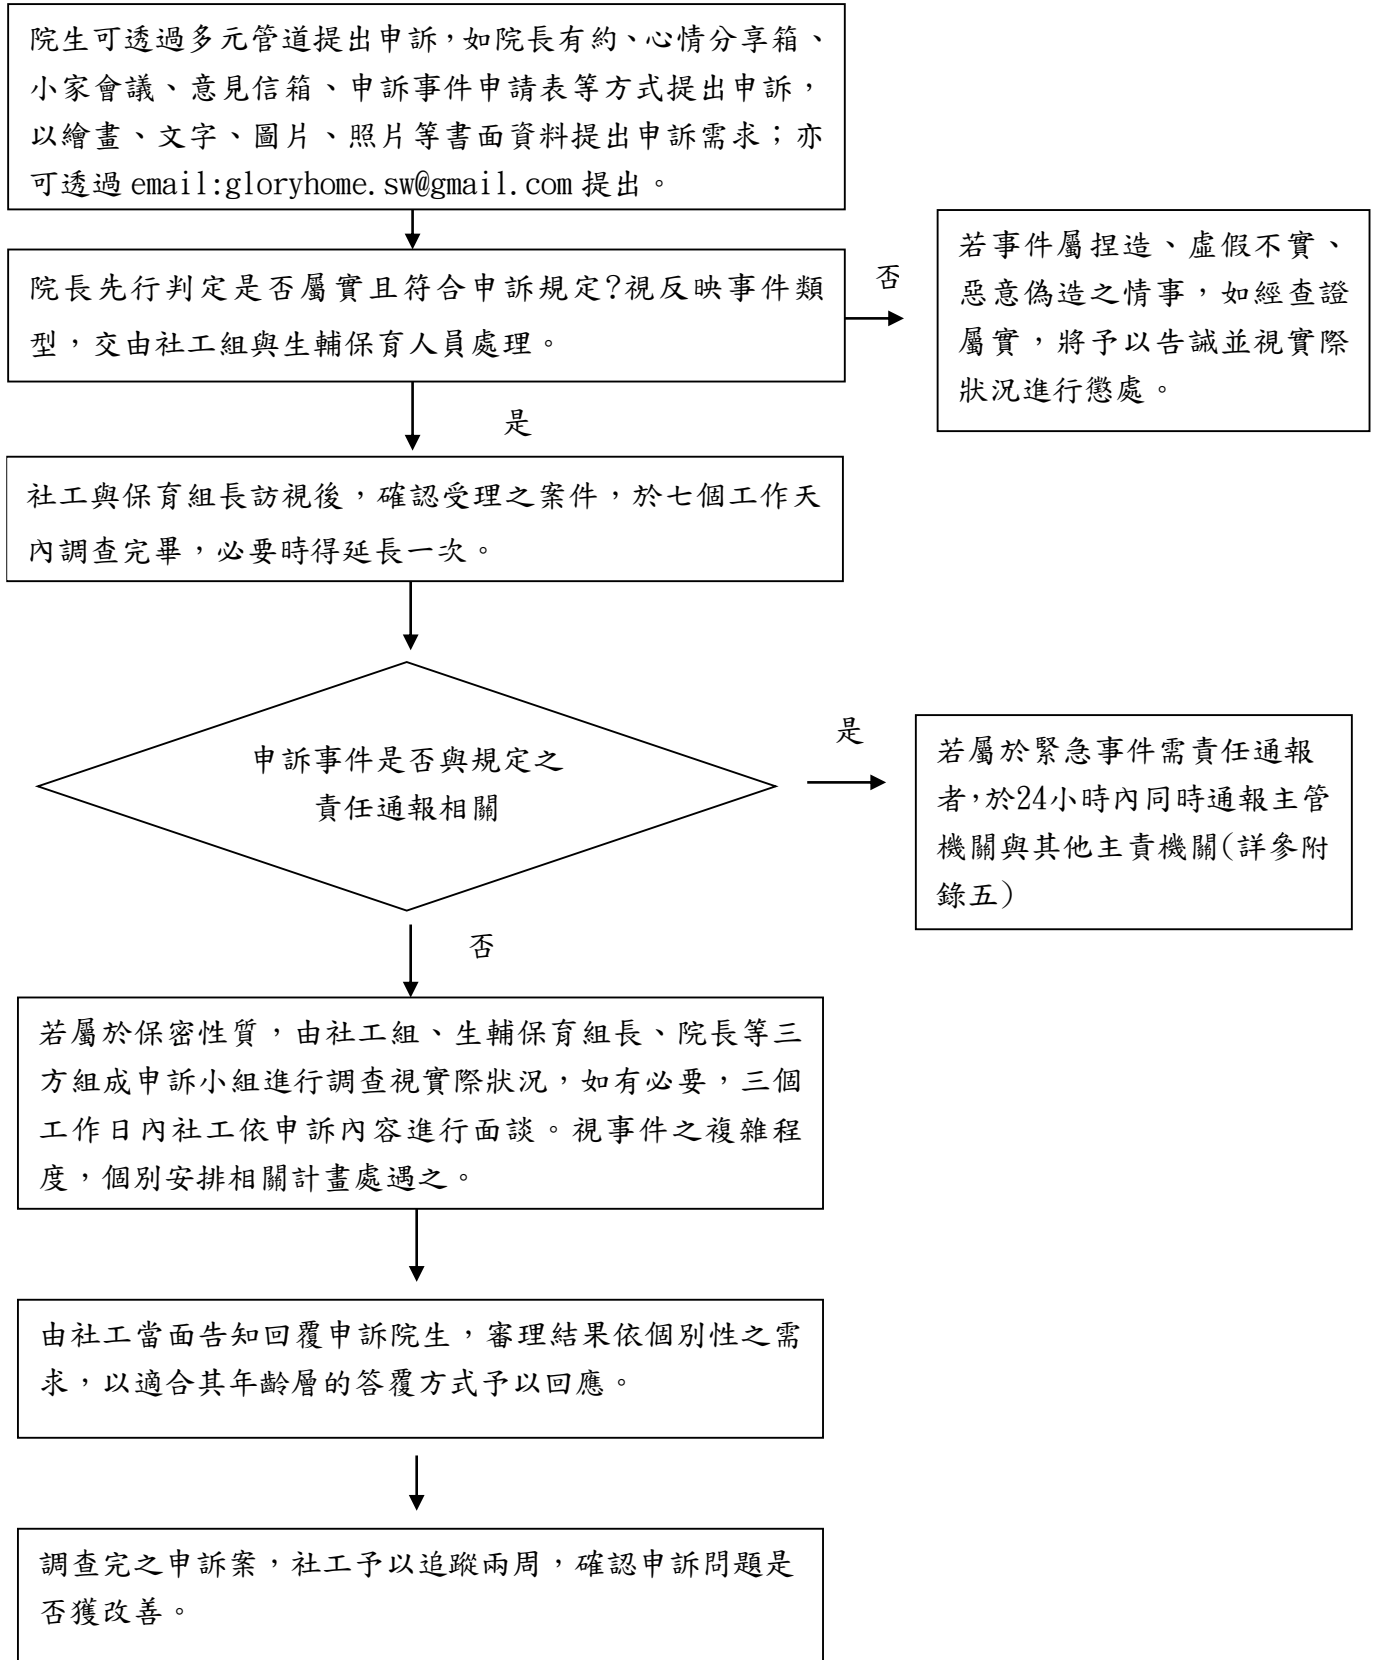 院生可透過多元管道提出申訴，如院長有約、心情分享箱、
小家會議、意見信箱、申訴事件申請表等方式提出申訴，
以繪畫、文字、圖片、照片等書面資料提出申訴需求；亦
可透過 email:gloryhome.sw@gmail.com 提出。
院長先行判定是否屬實且符合申訴規定?視反映事件類
型，交由社工組與生輔保育人員處理。
否
若事件屬捏造、虛假不實、
惡意偽造之情事，如經查證
屬實，將予以告誡並視實際
狀況進行懲處。
是
社工與保育組長訪視後，確認受理之案件，於七個工作天
內調查完畢，必要時得延長一次。
申訴事件是否與規定之
責任通報相關
是
若屬於緊急事件需責任通報
者，於24小時內同時通報主管
機關與其他主責機關(詳參附
錄五)
否
若屬於保密性質，由社工組、生輔保育組長、院長等三
方組成申訴小組進行調查視實際狀況，如有必要，三個
工作日內社工依申訴內容進行面談。視事件之複雜程
度，個別安排相關計畫處遇之。
由社工當面告知回覆申訴院生，審理結果依個別性之需
求，以適合其年齡層的答覆方式予以回應。
調查完之申訴案，社工予以追蹤兩周，確認申訴問題是
否獲改善。